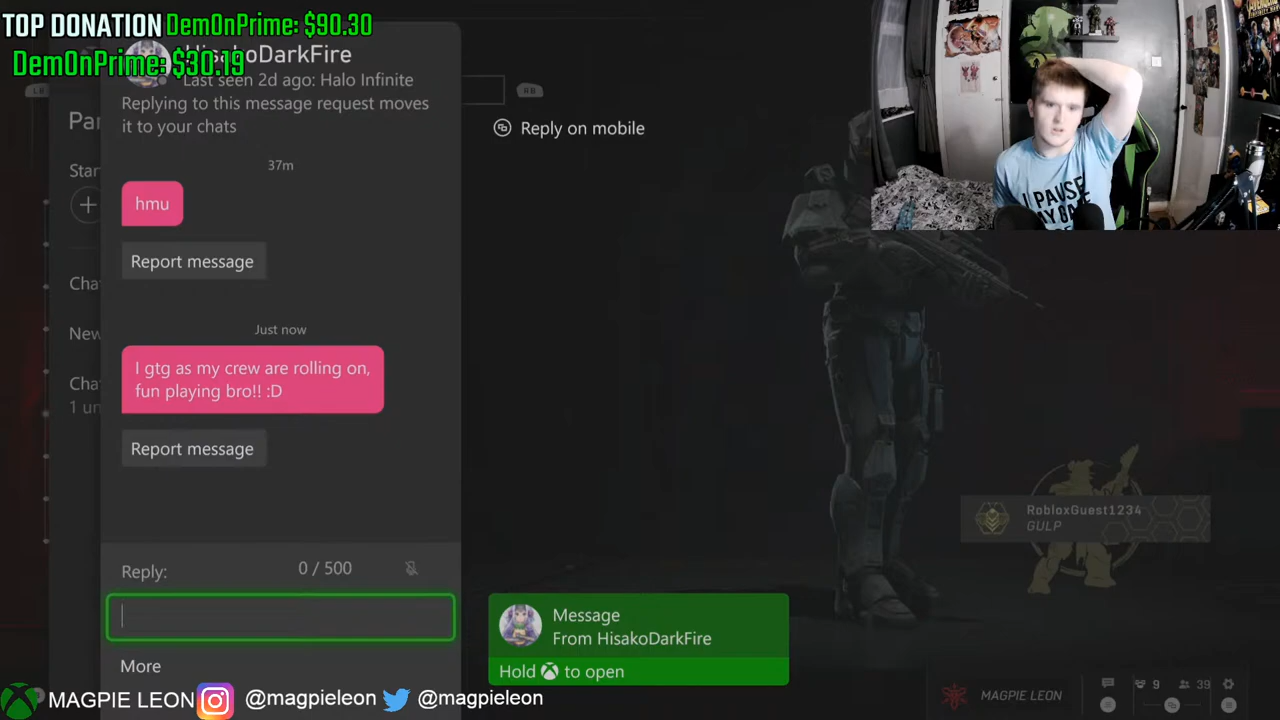 TOP DONATION DemOnPrime: $90.30
DemOnPrime: $30.19
HisakoDarkFire
Last seen 2d ago: Halo Infinite
Replying to this message request moves
it to your chats
LB
RB
Reply on mobile
37m
hmu
Report message
Just now
I gtg as my crew are rolling on,
fun playing bro!! :D
Report message
Reply:
0 / 500
More
Message
From HisakoDarkFire
Hold to open
RobloxGuest1234
GULP
I PAUSE
MAGPIE LEON
9
39
MAGPIE LEON
@magpieleon
@magpieleon